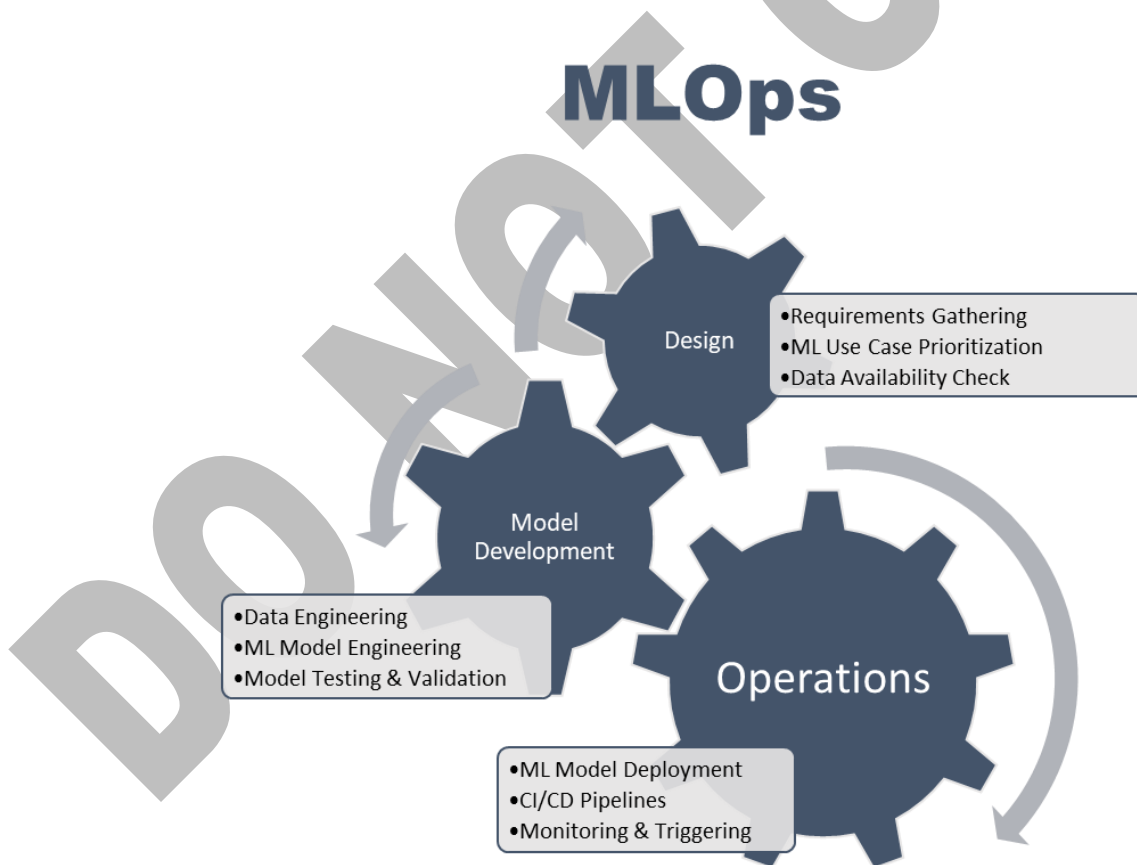 MLOps
Design
•Requirements Gathering
•ML Use Case Prioritization
•Data Availability Check
Model
Development
•Data Engineering
•ML Model Engineering
•Model Testing & Validation
Operations
•ML Model Deployment
•CI/CD Pipelines
•Monitoring & Triggering
DO NOT